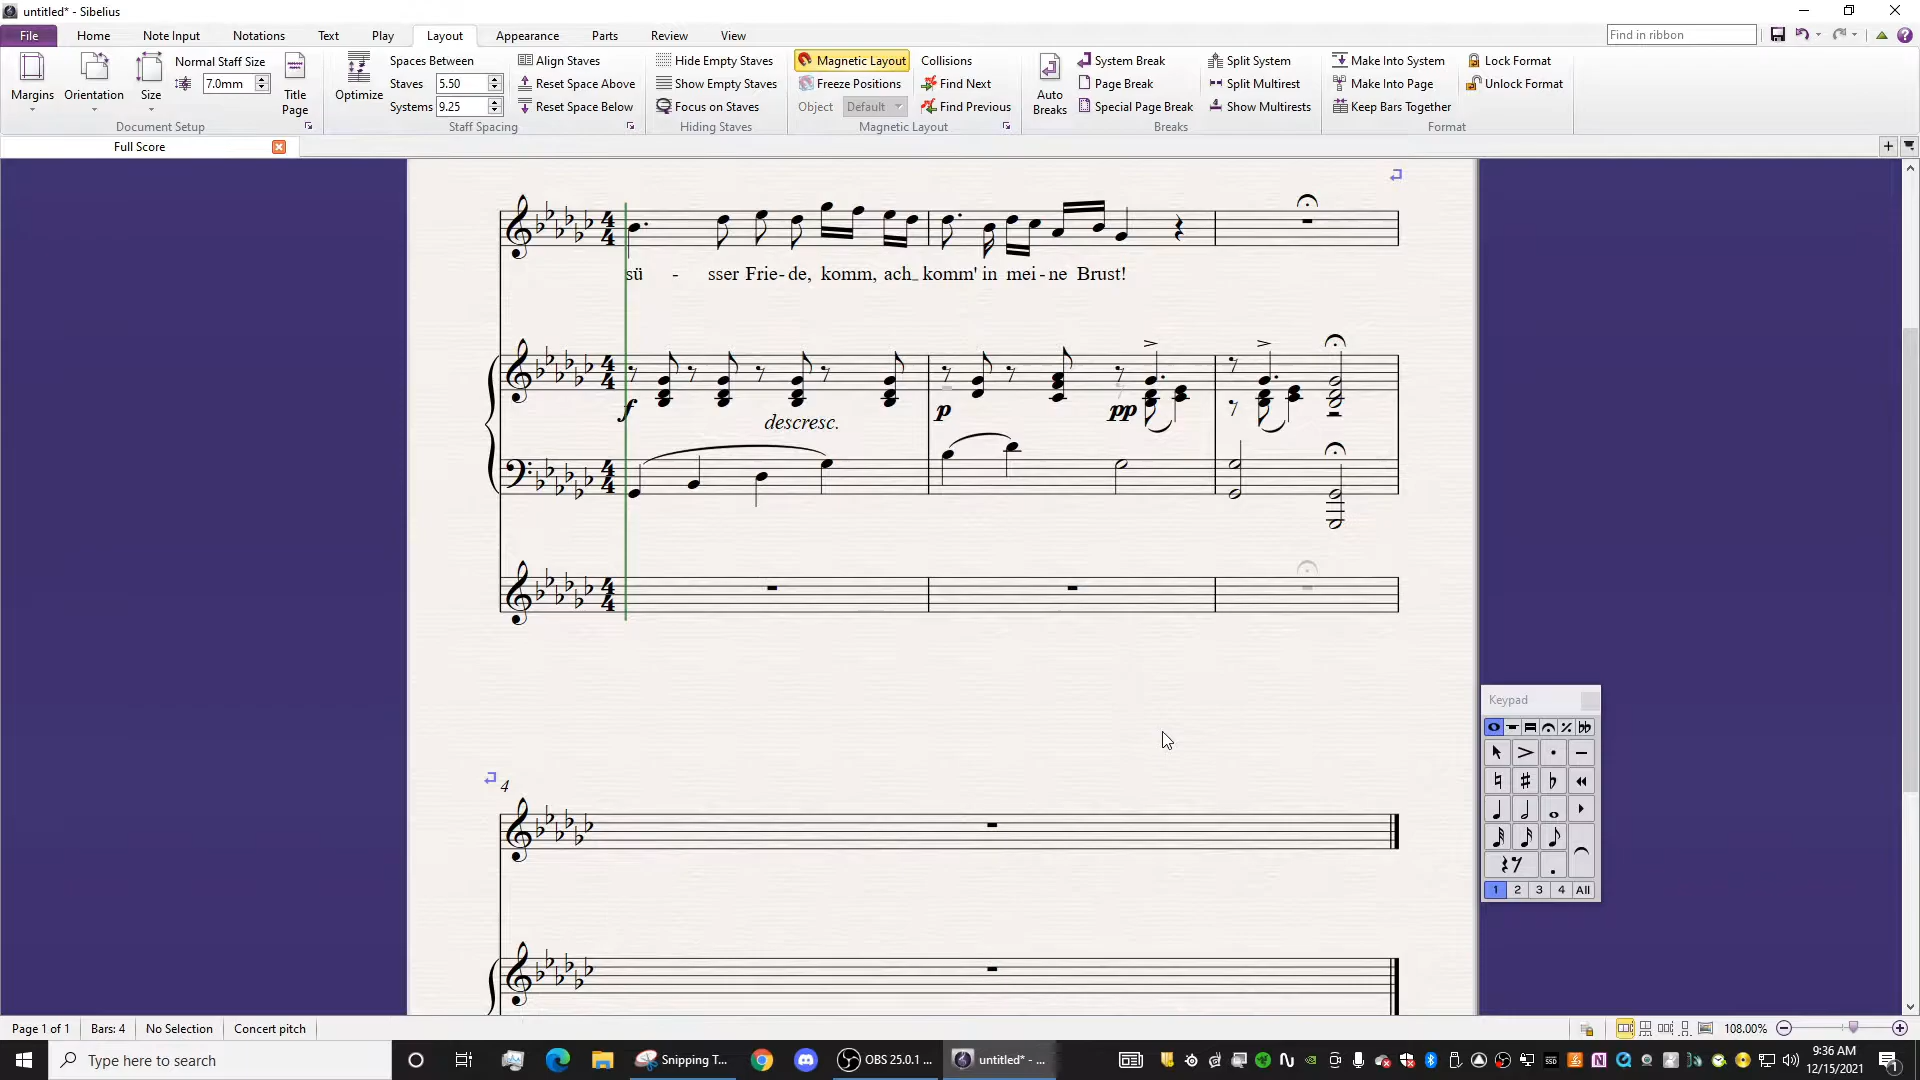 untitled* - Sibelius
File Home Note Input Notations Text Play Layout Appearance Parts Review View Find in ribbon
Margins Orientation Size Normal Staff Size 7.0mm Title Page Document Setup
Optimize Spaces Between Staves 5.50 Systems 9.25 Align Staves Reset Space Above Reset Space Below Staff Spacing
Hide Empty Staves Show Empty Staves Focus on Staves Hiding Staves
Magnetic Layout Freeze Positions Object Default Collisions Find Next Find Previous Magnetic Layout
Auto Breaks System Break Page Break Special Page Break Split System Split Multirest Show Multirests Breaks
Make Into System Make Into Page Keep Bars Together Lock Format Unlock Format Format
Full Score
sü - sser Frie-de, komm, ach_ komm' in mei-ne Brust!
f p pp
descresc.
4
Keypad
1 2 3 4 All
Page 1 of 1 Bars: 4 No Selection Concert pitch 108.00%
Type here to search Snipping T... OBS 25.0.1 ... untitled* - ... 9:36 AM
12/15/2021 1